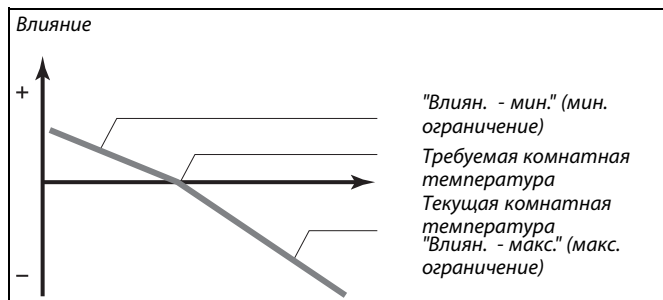 Влияние
+
"Влиян. - мин." (мин.
ограничение)
Требуемая комнатная
температура
Текущая комнатная
температура
"Влиян. - макс." (макс.
ограничение)
–